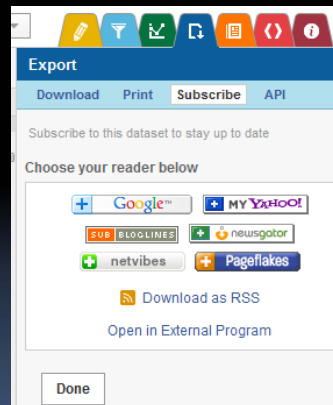 Export
Download Print Subscribe API
Subscribe to this dataset to stay up to date
Choose your reader below
Google™ MY YAHOO!
SUB BLOGLINES newsgator
netvibes Pageflakes
Download as RSS
Open in External Program
Done